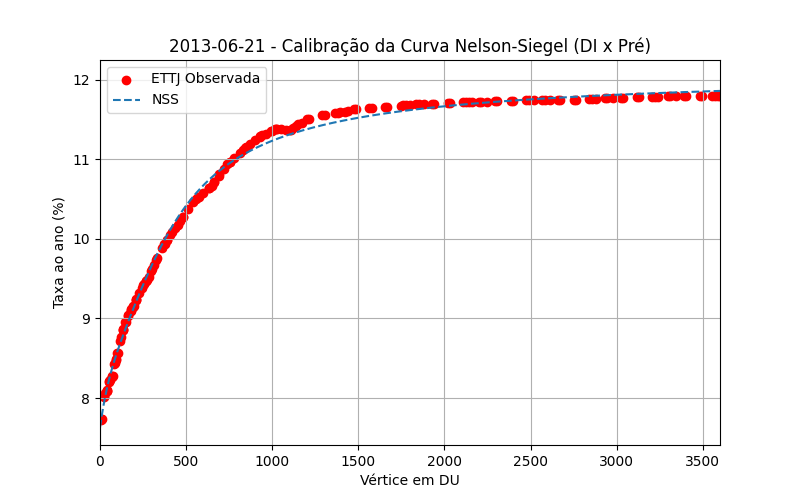 2013-06-21 - Calibração da Curva Nelson-Siegel (DI x Pré)
ETTJ Observada
NSS
Taxa ao ano (%)
12
11
10
9
8
0 500 1000 1500 2000 2500 3000 3500
Vértice em DU